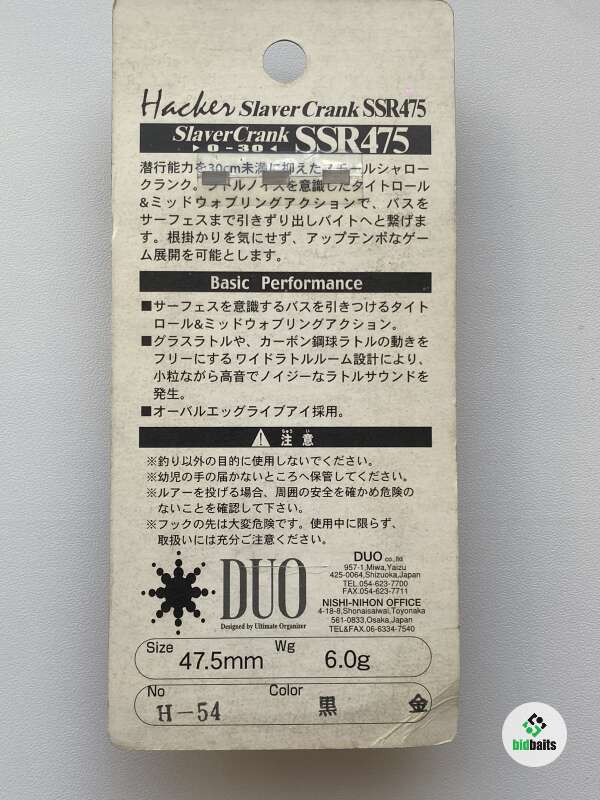 Hacker Slaver Crank SSR475
SlaverCrank SSR475
▶0-30◀
潜行能力を30cm未満に抑えたスモールシャロー
クランク。ラトルノイズを意識したタイトロール
&ミッドウォブリングアクションで、バスを
サーフェスまで引きずり出しバイトへと繋げま
す。根掛かりを気にせず、アップテンポなゲー
ム展開を可能とします。
Basic Performance
■サーフェスを意識するバスを引きつけるタイト
ロール&ミッドウォブリングアクション。
■グラスラトルや、カーボン鋼球ラトルの動きを
フリーにするワイドラトルルーム設計により、
小粒ながら高音でノイジーなラトルサウンドを
発生。
■オーバルエッグライブアイ採用。
注意
※釣り以外の目的に使用しないでください。
※幼児の手の届かないところへ保管してください。
※ルアーを投げる場合、周囲の安全を確かめ危険の
ないことを確認して下さい。
※フックの先は大変危険です。使用中に限らず、
取扱いには充分ご注意ください。
DUO
Designed by Ultimate Organizer
DUO co.,ltd
957-1,Miwa,Yaizu
425-0064,Shizuoka,Japan
TEL.054-623-7700
FAX.054-623-7711
NISHI-NIHON OFFICE
4-18-8,Shonaisaiwai,Toyonaka
561-0833,Osaka,Japan
TEL&FAX.06-6334-7540
Size 47.5mm Wg 6.0g
No H-54 Color 黒 金
bidbaits